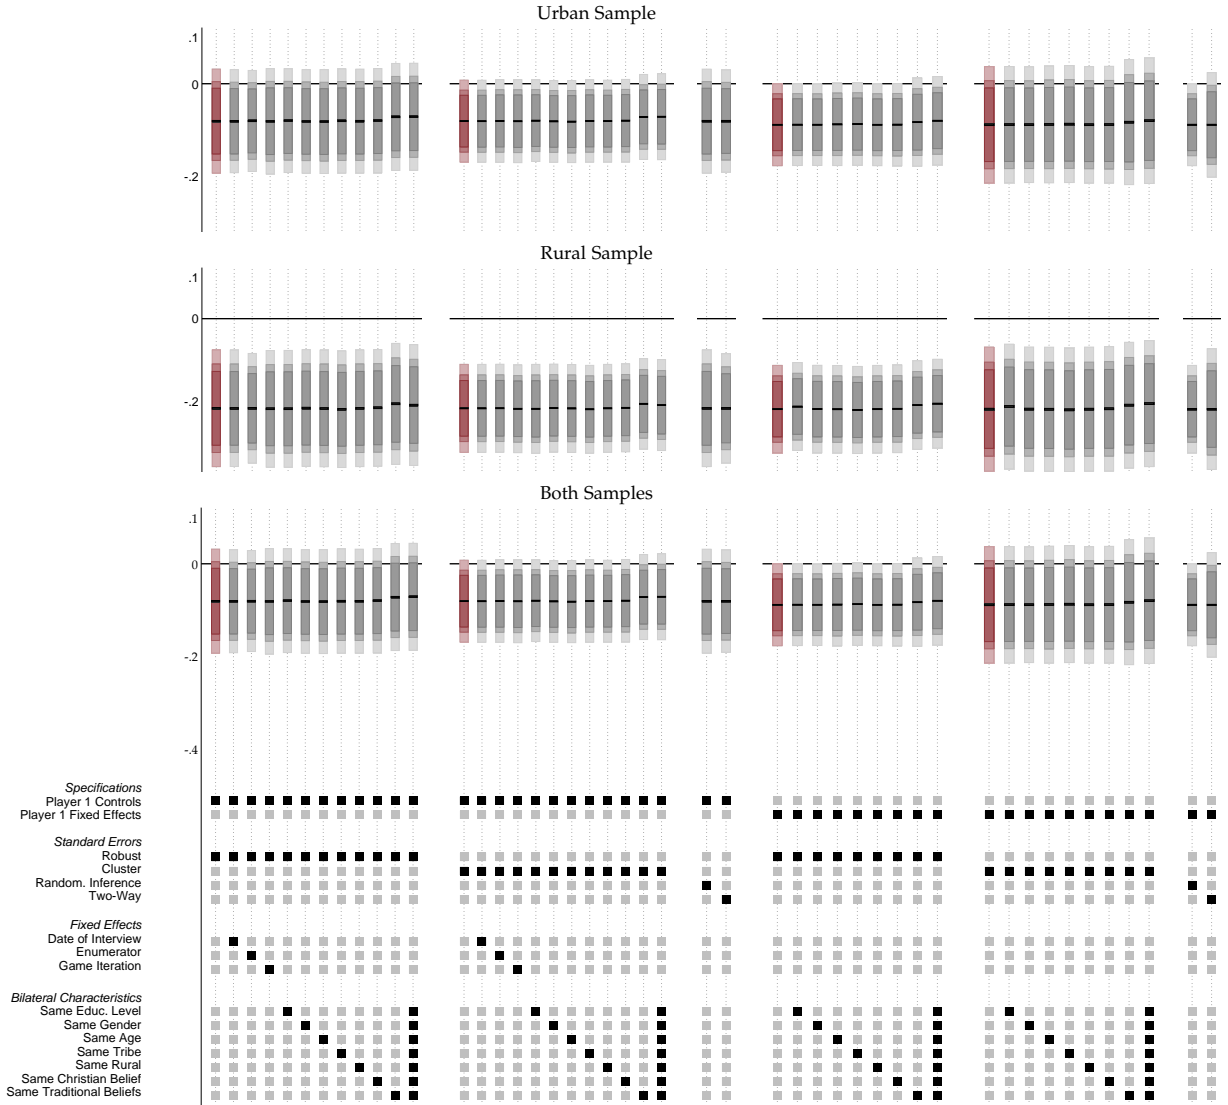 Urban Sample
.1
0
-.2
Rural Sample
.1
0
-.2
Both Samples
.1
0
-.2
-.4
Specifications
Player 1 Controls
Player 1 Fixed Effects
Standard Errors
Robust
Cluster
Random. Inference
Two-Way
Fixed Effects
Date of Interview
Enumerator
Game Iteration
Bilateral Characteristics
Same Educ. Level
Same Gender
Same Age
Same Tribe
Same Rural
Same Christian Belief
Same Traditional Beliefs